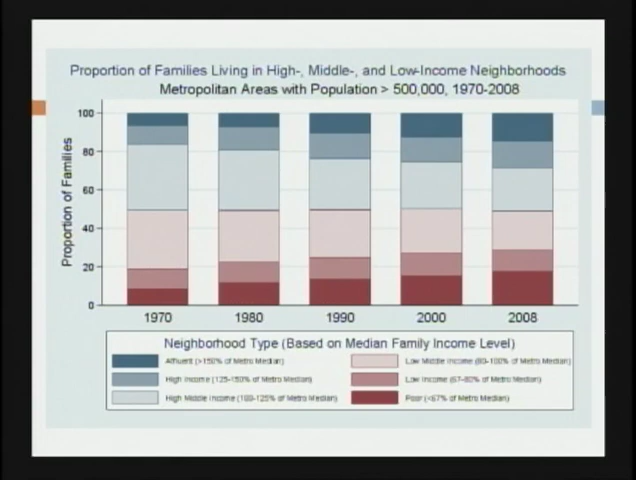 Proportion of Families Living in High-, Middle-, and Low-Income Neighborhoods
Metropolitan Areas with Population > 500,000, 1970-2008
Proportion of Families
100
80
60
40
20
0
1970 1980 1990 2000 2008
Neighborhood Type (Based on Median Family Income Level)
Affluent (>150% of Metro Median)
High Income (125-150% of Metro Median)
High Middle Income (100-125% of Metro Median)
Low Middle Income (80-100% of Metro Median)
Low Income (67-80% of Metro Median)
Poor (<67% of Metro Median)